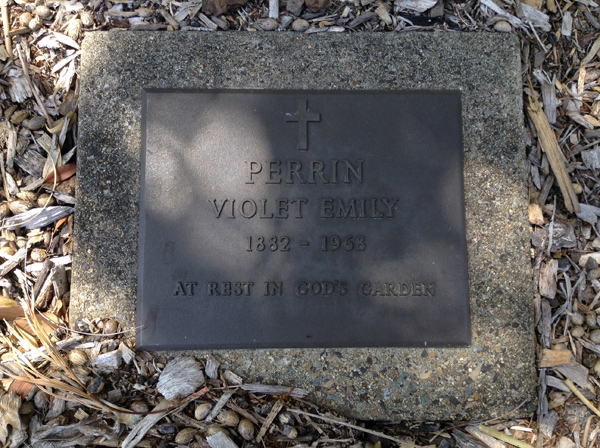 PERRIN
VIOLET EMILY
1882 - 1968
AT REST IN GOD'S GARDEN